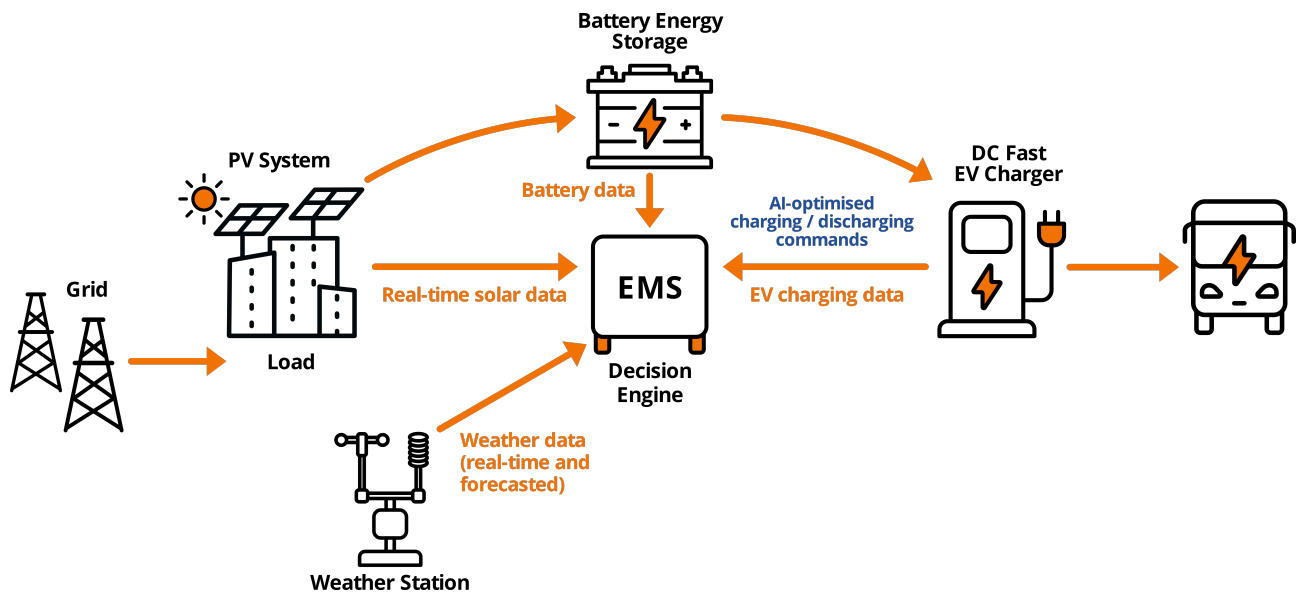 Battery Energy
Storage
PV System
DC Fast
EV Charger
Battery data
AI-optimised
charging / discharging
commands
Grid
Real-time solar data
EMS
EV charging data
Load
Decision
Engine
Weather data
(real-time and
forecasted)
Weather Station